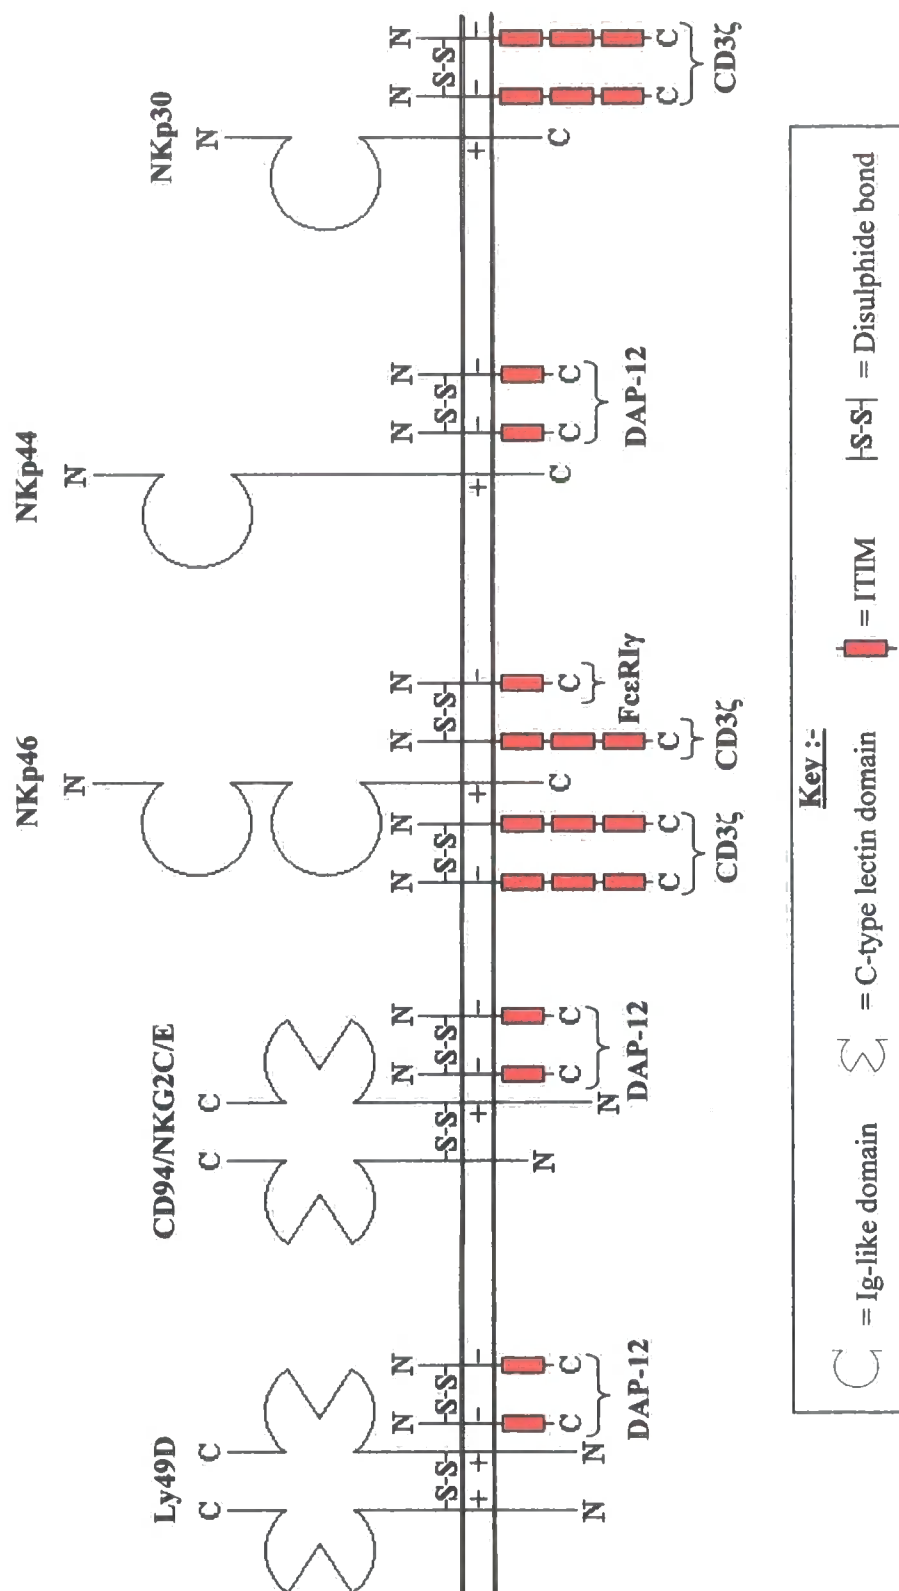 NKp46 NKp44
N N
Ly49D CD94/NKG2C/E NKp30
C C C C N
N N N N N N N N N N N N
-S-S- -S-S- -S-S- -S-S- -S-S- -S-S- -S-S- -S-S-
+ + - - + - - - - + - + - - + - -
N N C C N N C C C C C C C C
DAP-12 DAP-12 FcεRIγ DAP-12
C C C C C
CD3ζ CD3ζ CD3ζ
Key :-
= Ig-like domain = C-type lectin domain = ITIM |-S-S-| = Disulphide bond